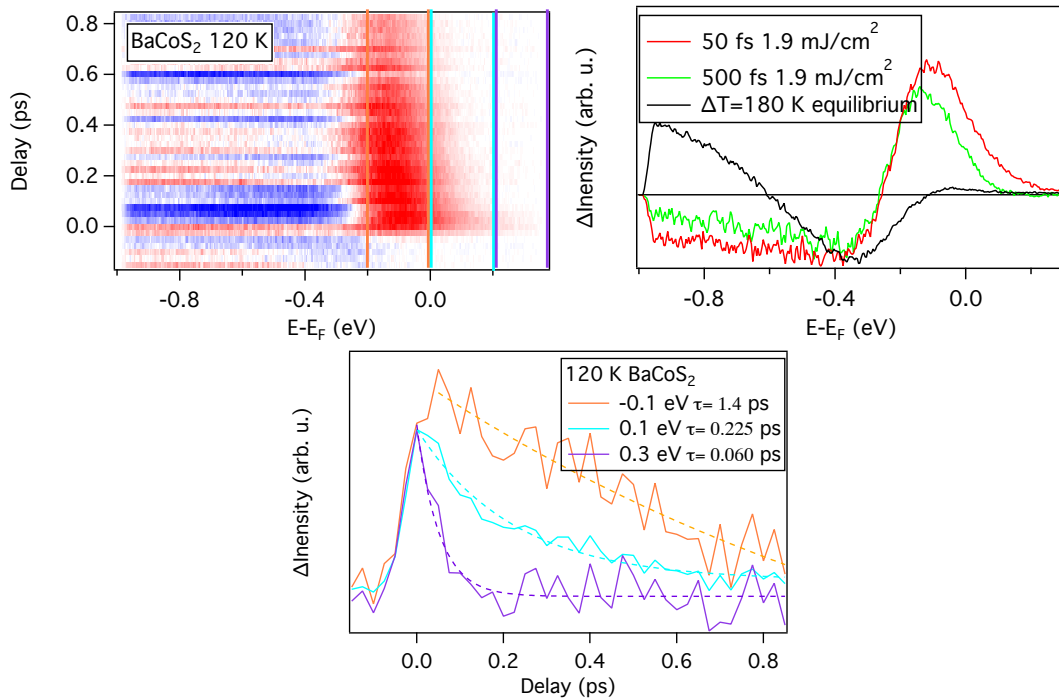 BaCoS₂ 120 K
0.8
0.6
0.4
0.2
0.0
Delay (ps)
-0.8
-0.4
0.0
E-E_F (eV)
50 fs 1.9 mJ/cm²
500 fs 1.9 mJ/cm²
ΔT=180 K equilibrium
ΔInensity (arb. u.)
-0.8
-0.4
0.0
E-E_F (eV)
120 K BaCoS₂
-0.1 eV τ= 1.4 ps
0.1 eV τ= 0.225 ps
0.3 eV τ= 0.060 ps
ΔInensity (arb. u.)
0.0
0.2
0.4
0.6
0.8
Delay (ps)